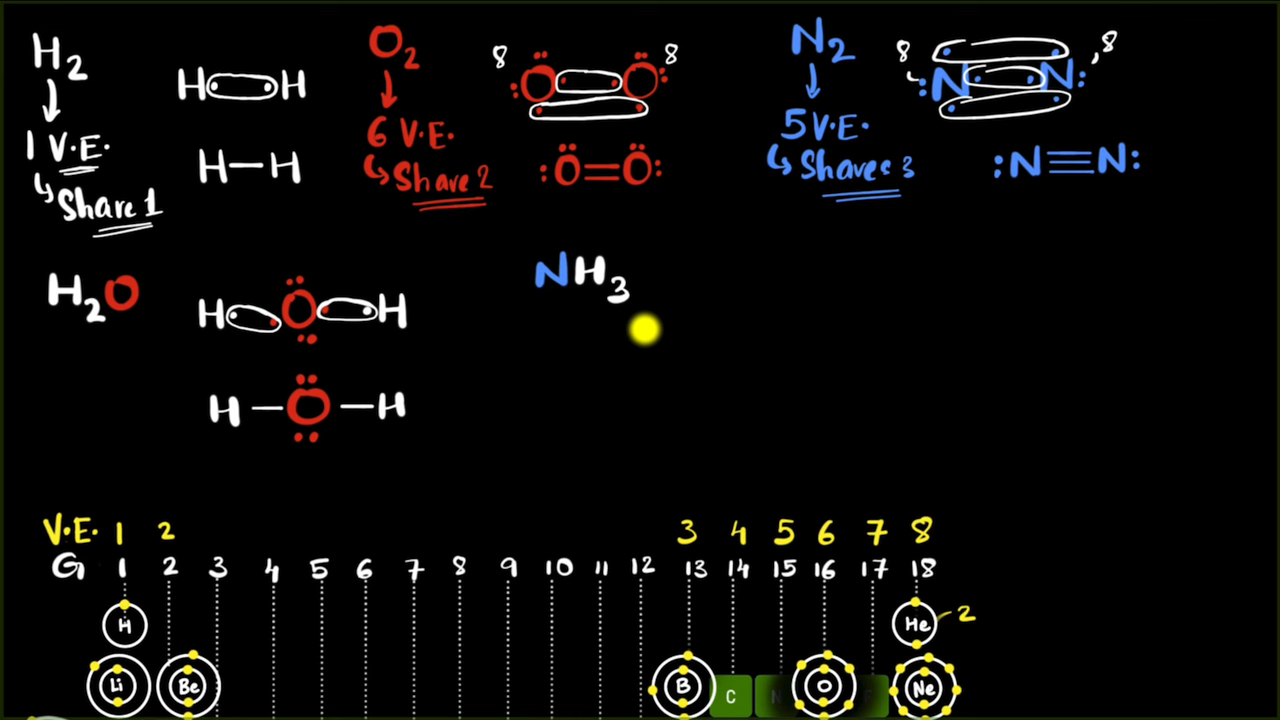 H2
1 V.E.
Share 1
H H
H—H
O2
6 V.E.
Share 2
8 :O O 8
:O=O:
N2
5 V.E.
Share 3
8 :N N: 8
:N≡N:
H2O
H O H
H—O—H
NH3
V.E. 1 2 3 4 5 6 7 8
G 1 2 3 4 5 6 7 8 9 10 11 12 13 14 15 16 17 18
H He 2
Li Be B C N O Ne